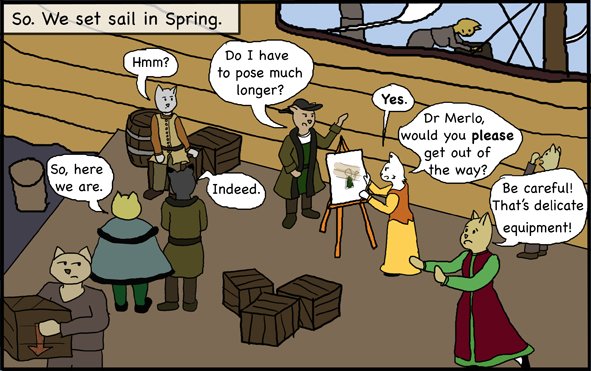 So. We set sail in Spring.
Hmm?
Do I have
to pose much
longer?
Yes.
Dr Merlo,
would you please
get out of
the way?
So, here
we are.
Indeed.
Be careful!
That's delicate
equipment!